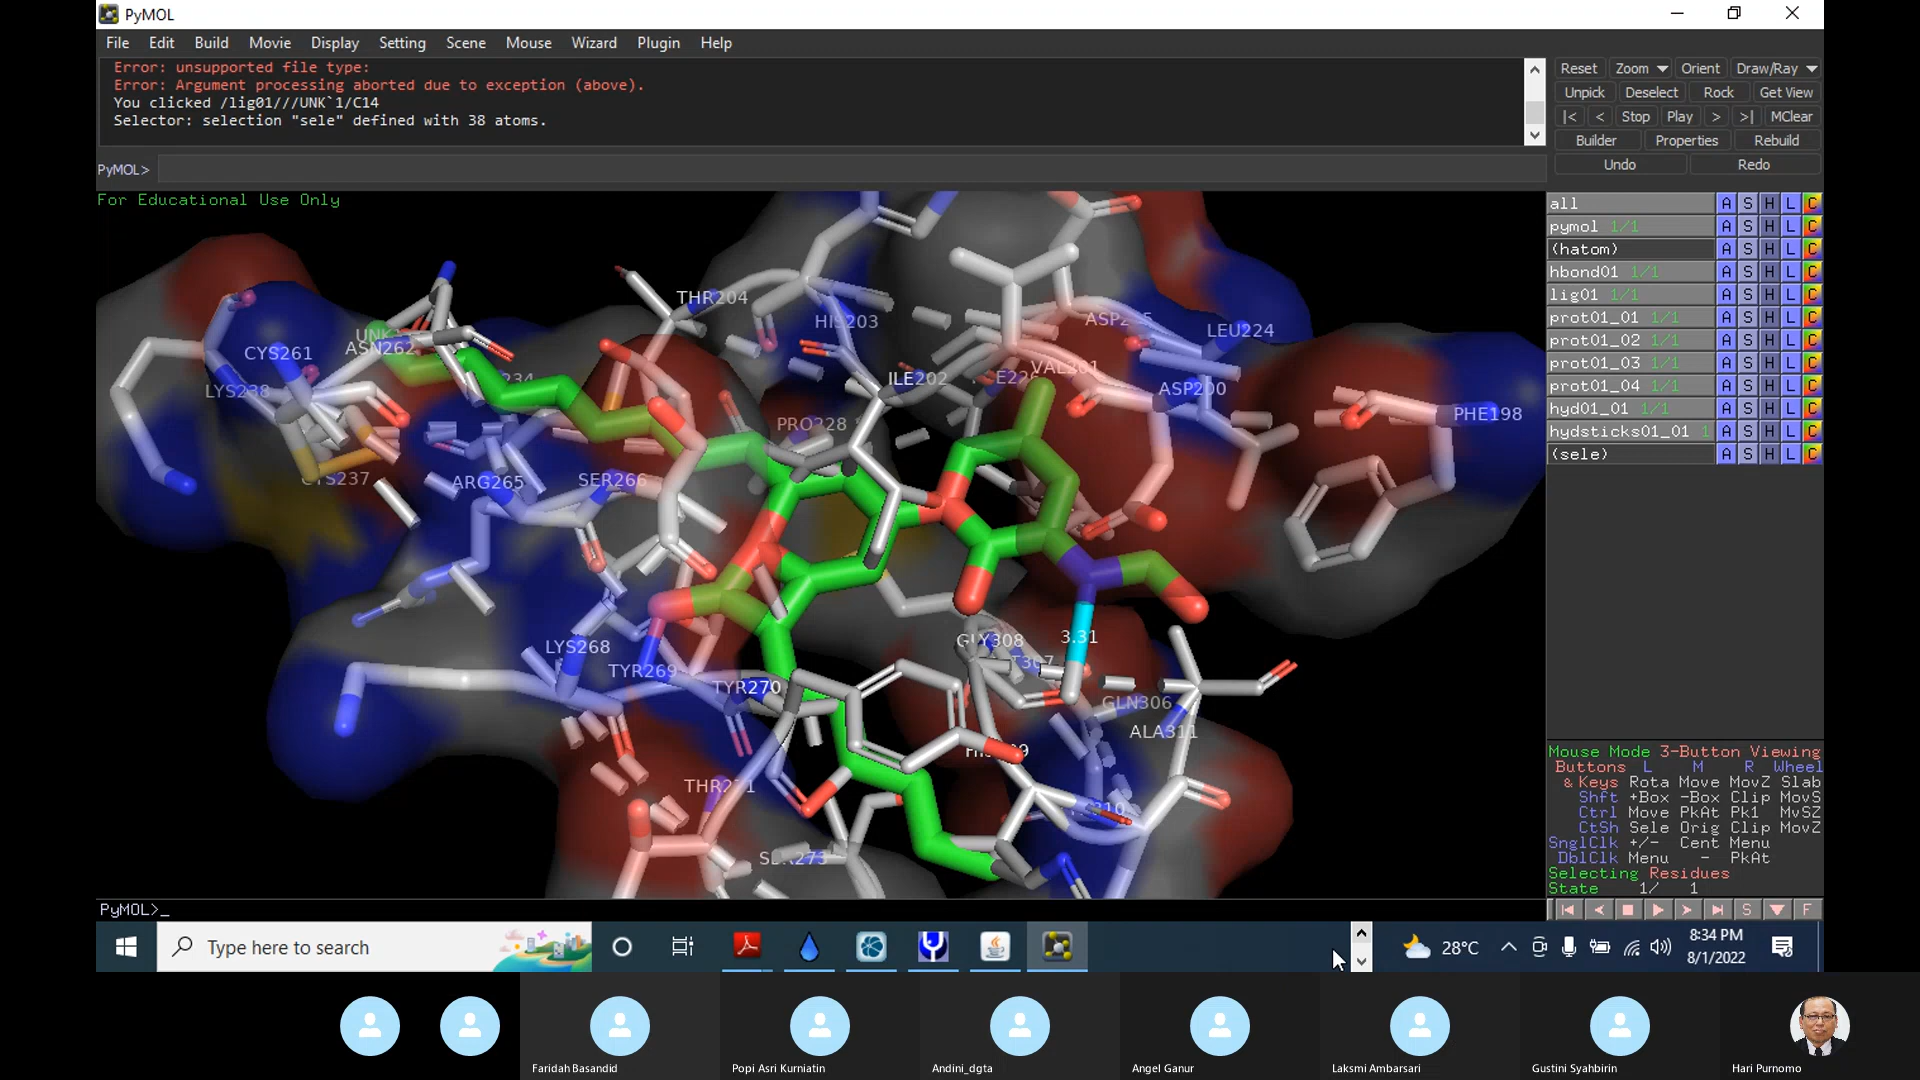 PyMOL
File Edit Build Movie Display Setting Scene Mouse Wizard Plugin Help
Error: unsupported file type:
Error: Argument processing aborted due to exception (above).
You clicked /lig01///UNK`1/C14
Selector: selection "sele" defined with 38 atoms.
PyMOL>
Reset Zoom Orient Draw/Ray
Unpick Deselect Rock Get View
|< < Stop Play > >| MClear
Builder Properties Rebuild
Undo Redo
For Educational Use Only
all A S H L C
pymol 1/1 A S H L C
(hatom) A S H L C
hbond01 1/1 A S H L C
lig01 1/1 A S H L C
prot01_01 1/1 A S H L C
prot01_02 1/1 A S H L C
prot01_03 1/1 A S H L C
prot01_04 1/1 A S H L C
hyd01_01 1/1 A S H L C
hydsticks01_01 1 A S H L C
(sele) A S H L C
THR204
HIS203
LEU224
CYS261
ASN262
LYS238
ILE202
VAL201
ASP200
PHE198
PRO228
CYS237
ARG265
SER266
LYS268
TYR269
TYR270
GLY308
3.31
GLN306
ALA311
THR271
SER273
Mouse Mode 3-Button Viewing
Buttons L M R Wheel
& Keys Rota Move MovZ Slab
Shft +Box -Box Clip MovS
Ctrl Move PkAt Pk1 MvSZ
CtSh Sele Orig Clip MovZ
SnglClk +/- Cent Menu
DblClk Menu - PkAt
Selecting Residues
State 1/ 1
PyMOL>_
S F
Type here to search
28°C
8:34 PM
8/1/2022
Faridah Basandid
Popi Asri Kurniatin
Andini_dgta
Angel Ganur
Laksmi Ambarsari
Gustini Syahbirin
Hari Purnomo